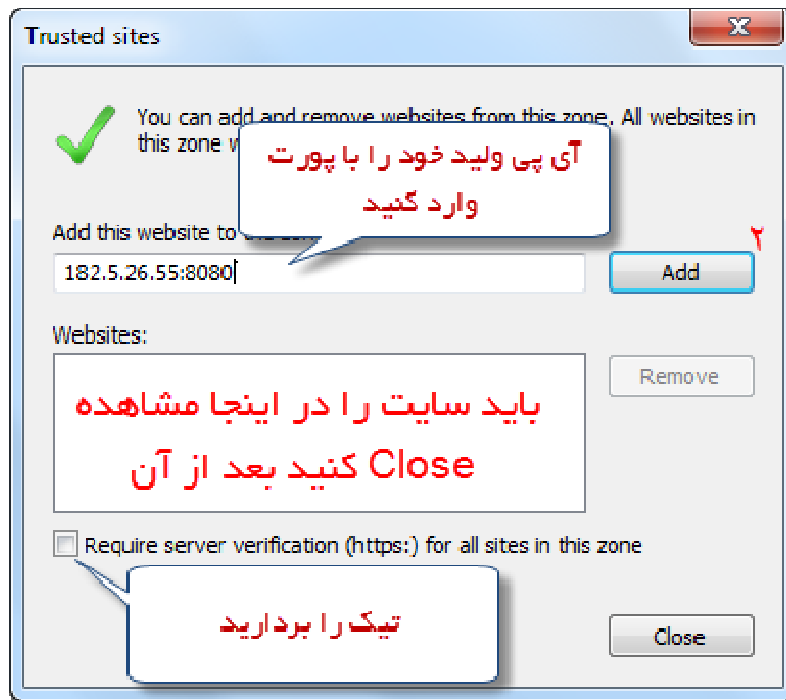 Trusted sites
You can add and remove websites from this zone. All websites in
this zone
آی پی ولید خود را با پورت
وارد کنید
Add this website to
182.5.26.55:8080
۲
Add
Websites:
Remove
باید سایت را در اینجا مشاهده
کنید بعد از آن Close
Require server verification (https:) for all sites in this zone
تیک را بردارید
Close